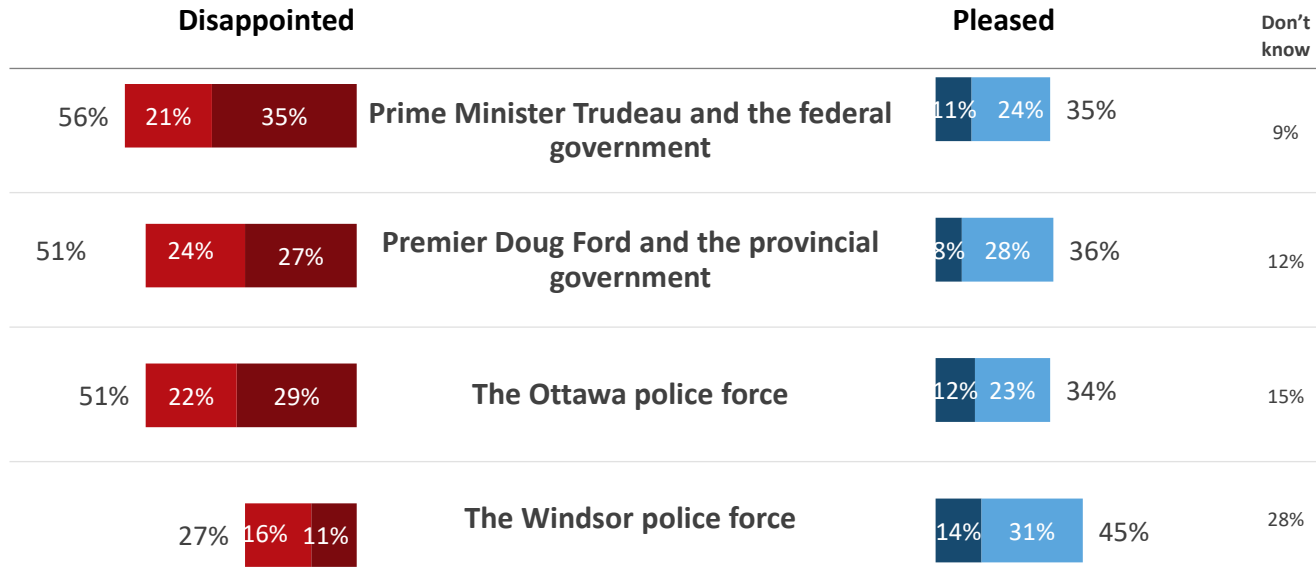 Disappointed
Pleased
Don't
know
56%
21%
35%
Prime Minister Trudeau and the federal
government
11%
24%
35%
9%
51%
24%
27%
Premier Doug Ford and the provincial
government
8%
28%
36%
12%
51%
22%
29%
The Ottawa police force
12%
23%
34%
15%
27%
16%
11%
The Windsor police force
14%
31%
45%
28%